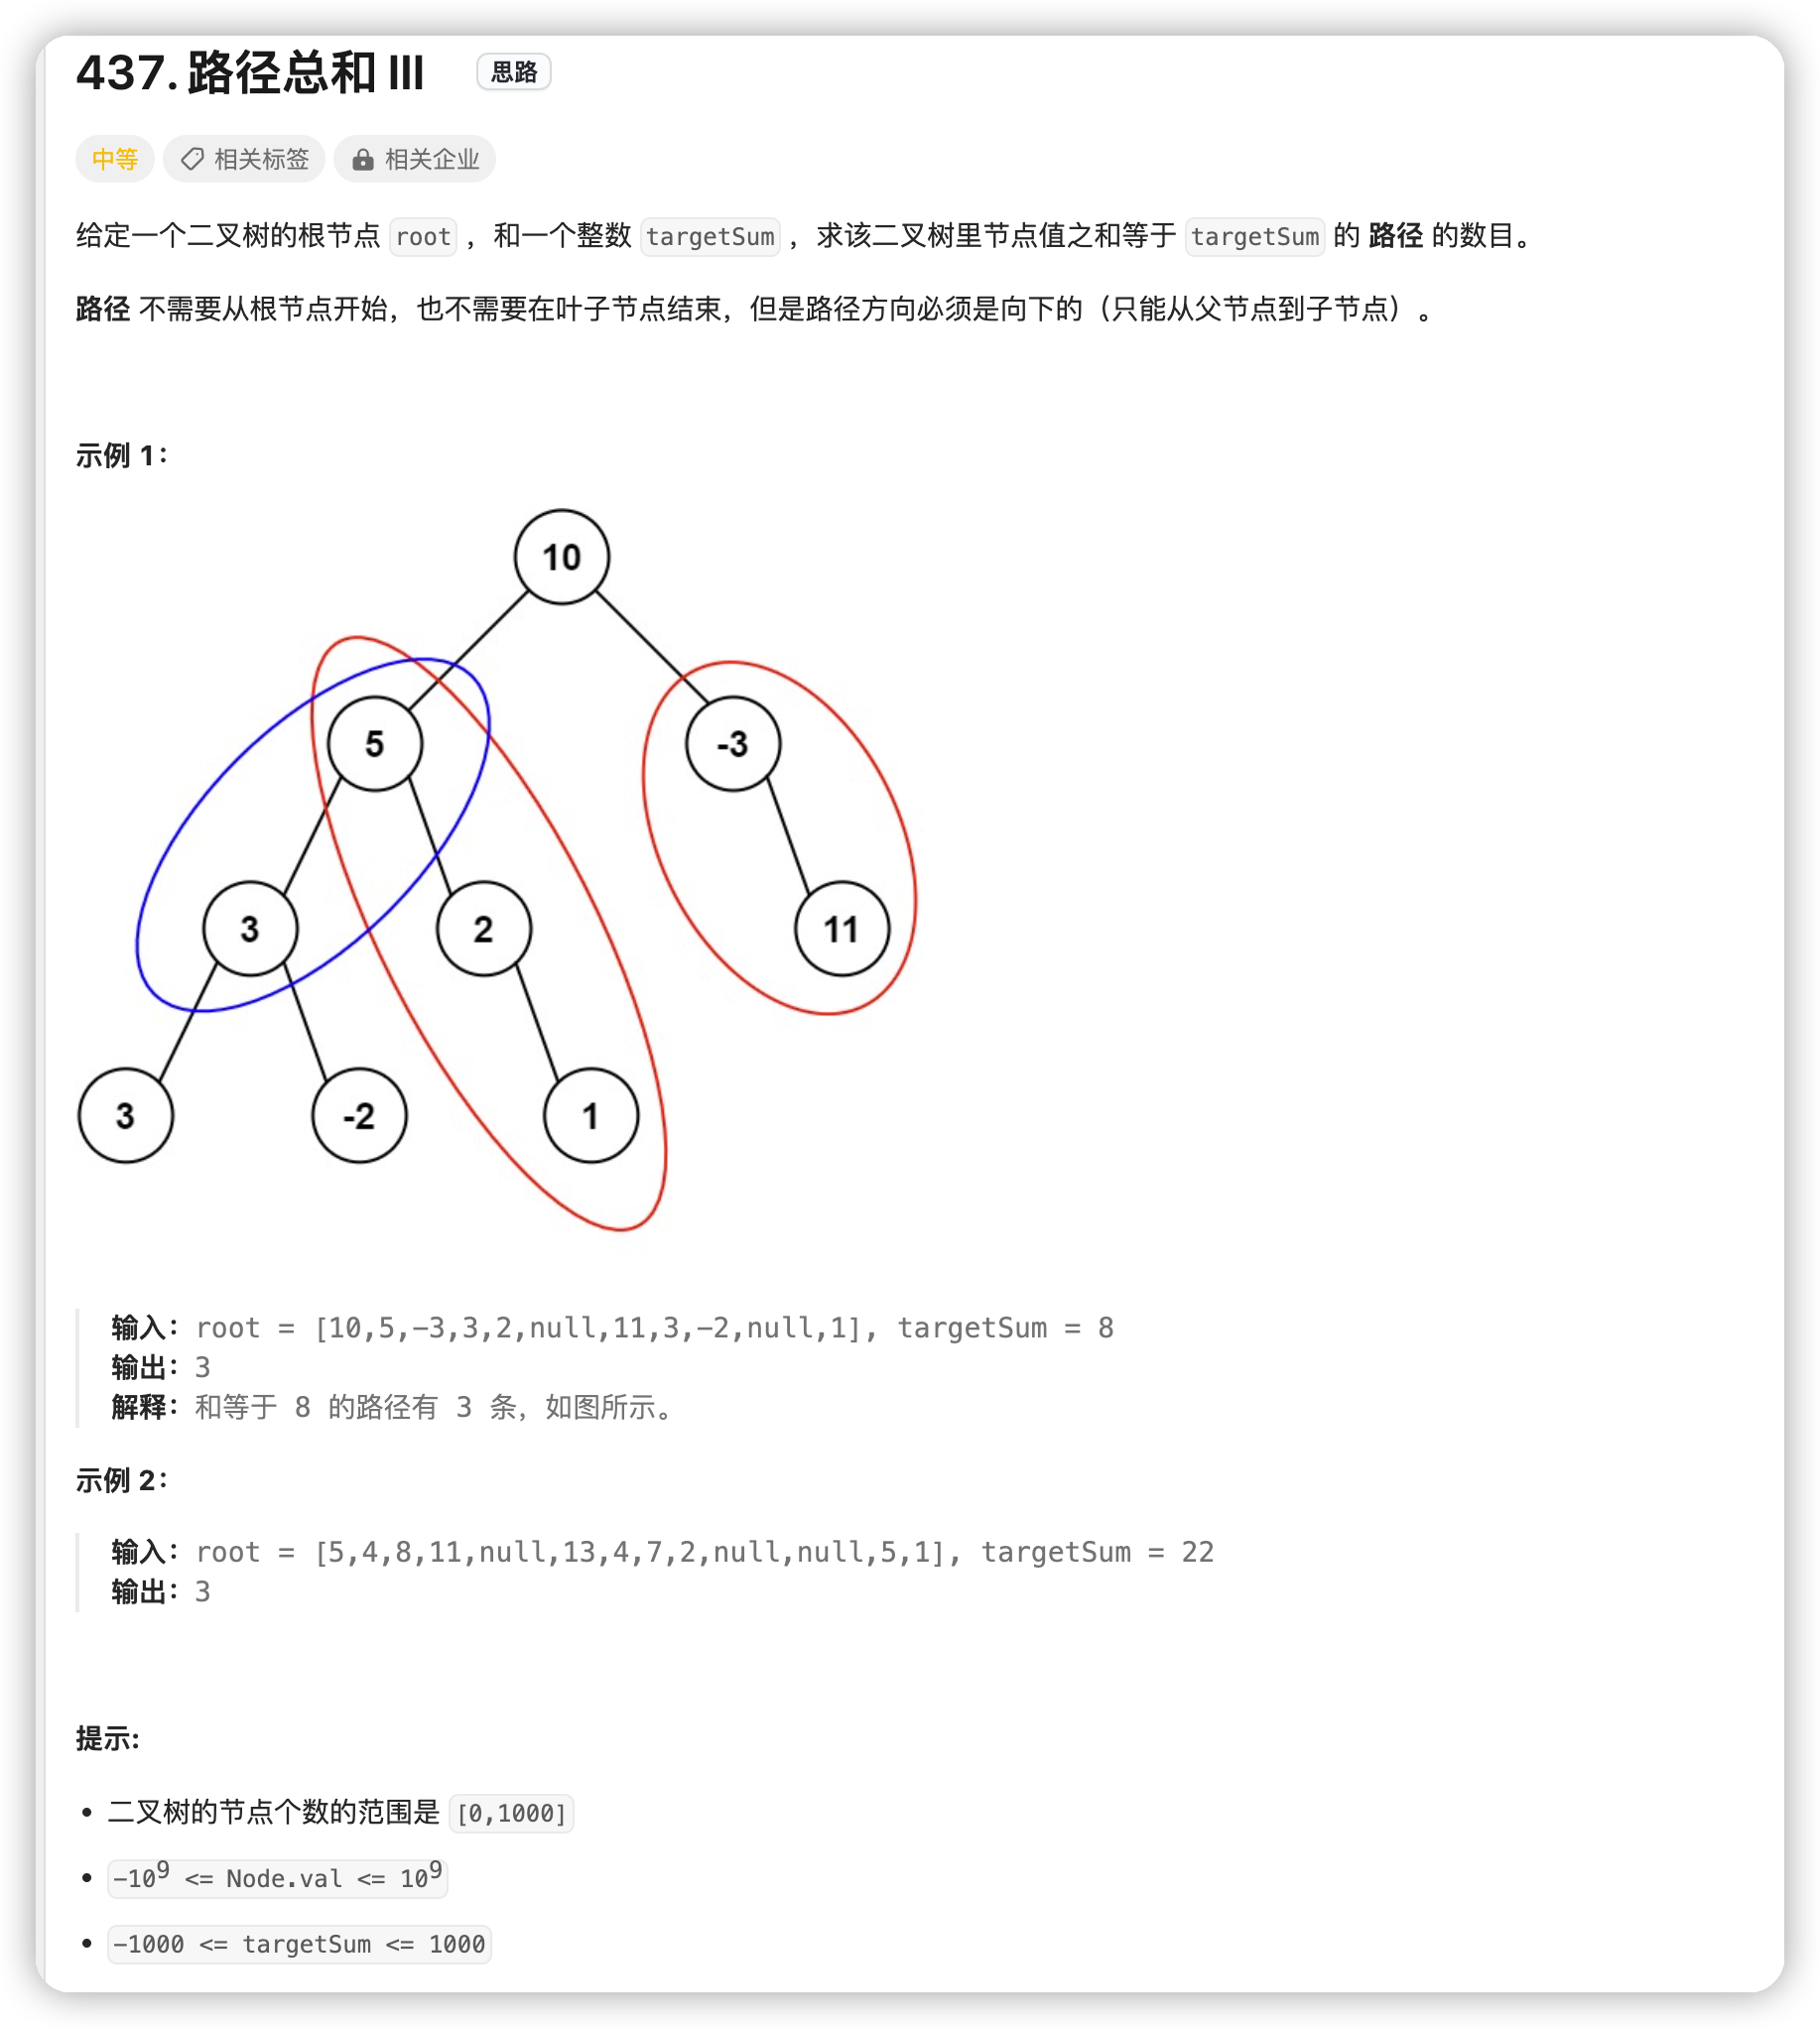 437. 路径总和 III 思路
中等 相关标签 相关企业
给定一个二叉树的根节点 root ，和一个整数 targetSum ，求该二叉树里节点值之和等于 targetSum 的 路径 的数目。
路径 不需要从根节点开始，也不需要在叶子节点结束，但是路径方向必须是向下的（只能从父节点到子节点）。
示例 1：
10
5 -3
3 2 11
3 -2 1
输入：root = [10,5,-3,3,2,null,11,3,-2,null,1], targetSum = 8
输出：3
解释：和等于 8 的路径有 3 条，如图所示。
示例 2：
输入：root = [5,4,8,11,null,13,4,7,2,null,null,5,1], targetSum = 22
输出：3
提示:
• 二叉树的节点个数的范围是 [0,1000]
• -10⁹ <= Node.val <= 10⁹
• -1000 <= targetSum <= 1000